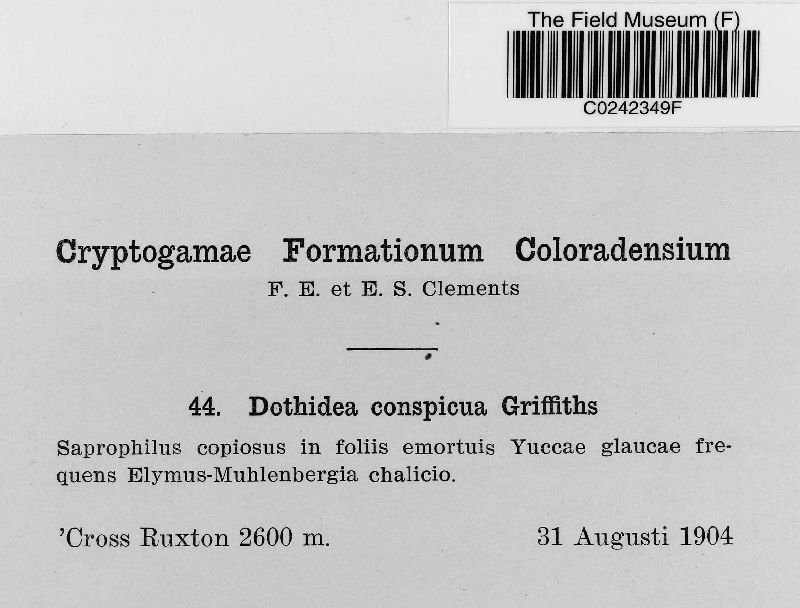 The Field Museum (F)
C0242349F
Cryptogamae Formationum Coloradensium
F. E. et E. S. Clements
44. Dothidea conspicua Griffiths
Saprophilus copiosus in foliis emortuis Yuccae glaucae fre-
quens Elymus-Muhlenbergia chalicio.
'Cross Ruxton 2600 m. 31 Augusti 1904